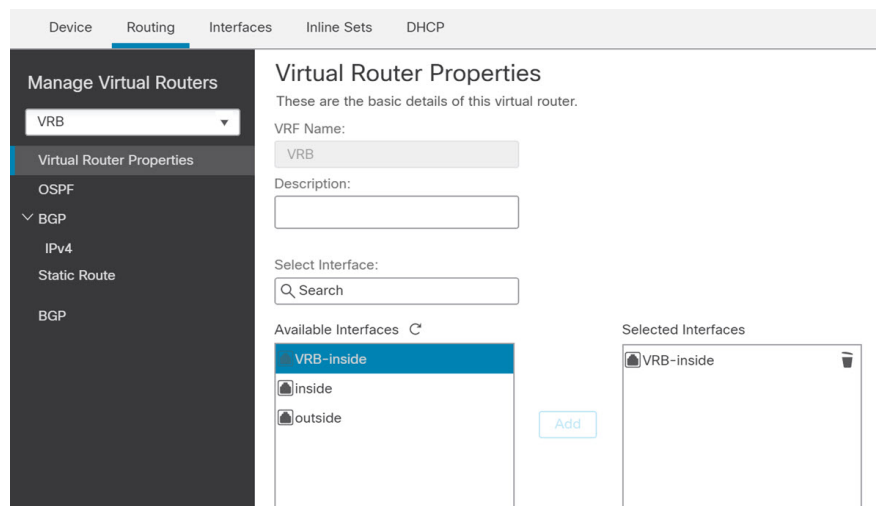 Device Routing Interfaces Inline Sets DHCP
Manage Virtual Routers
VRB
Virtual Router Properties
OSPF
BGP
IPv4
Static Route
BGP
Virtual Router Properties
These are the basic details of this virtual router.
VRF Name:
VRB
Description:
Select Interface:
Search
Available Interfaces
VRB-inside
inside
outside
Add
Selected Interfaces
VRB-inside